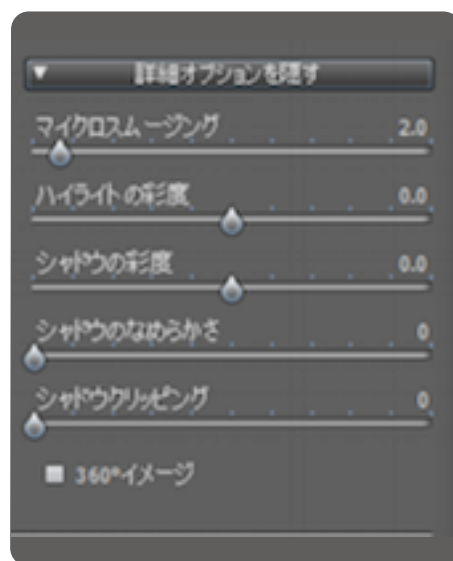 ▼ 詳細オプションを隠す
マイクロスムージング 2.0
ハイライトの彩度 0.0
シャドウの彩度 0.0
シャドウのなめらかさ 0
シャドウクリッピング 0
360°イメージ